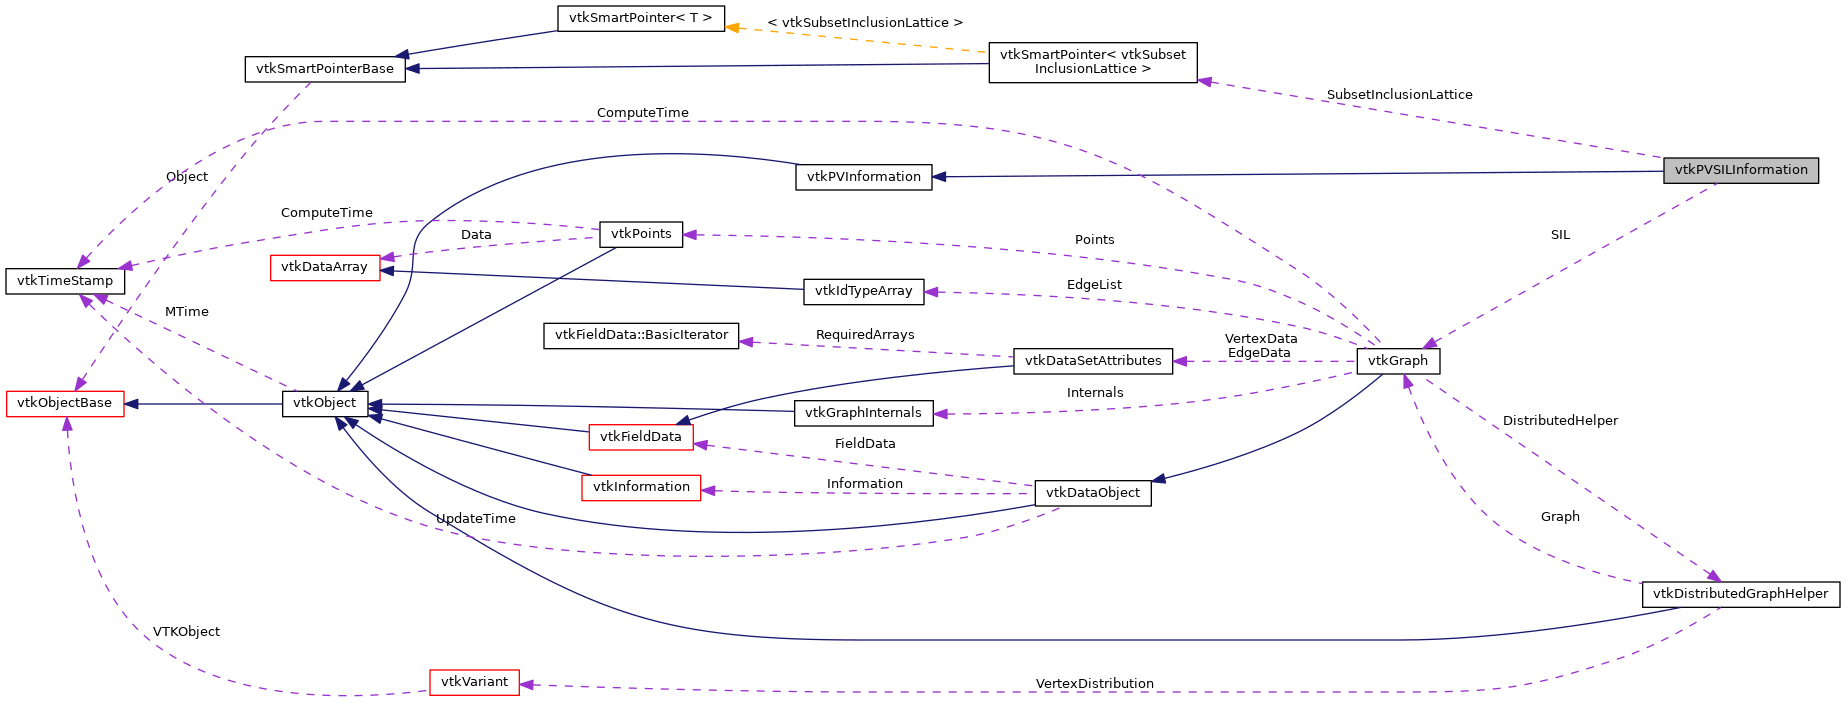 vtkSmartPointer< T >
< vtkSubsetInclusionLattice >
vtkSmartPointerBase
vtkSmartPointer< vtkSubset
InclusionLattice >
SubsetInclusionLattice
ComputeTime
vtkPVSILInformation
Object
vtkPVInformation
ComputeTime
Data
vtkPoints
Points
SIL
vtkDataArray
vtkTimeStamp
vtkIdTypeArray
EdgeList
MTime
vtkFieldData::BasicIterator
RequiredArrays
VertexData
EdgeData
vtkDataSetAttributes
vtkGraph
Internals
vtkObjectBase
vtkObject
vtkGraphInternals
DistributedHelper
vtkFieldData
FieldData
vtkInformation
Information
vtkDataObject
UpdateTime
Graph
vtkDistributedGraphHelper
VTKObject
vtkVariant
VertexDistribution